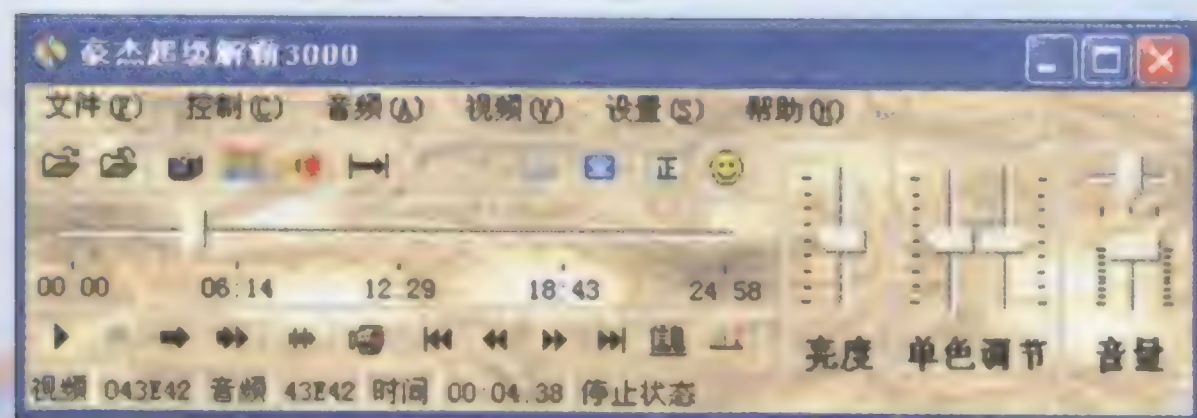 豪杰超级解霸3000
文件(F) 控制(C) 音频(A) 视频(V) 设置(S) 帮助(H)
正
00:00 06:14 12:29 18:43 24:58
亮度 单色调节 音量
视频 043E42 音频 43E42 时间 00:04.38 停止状态